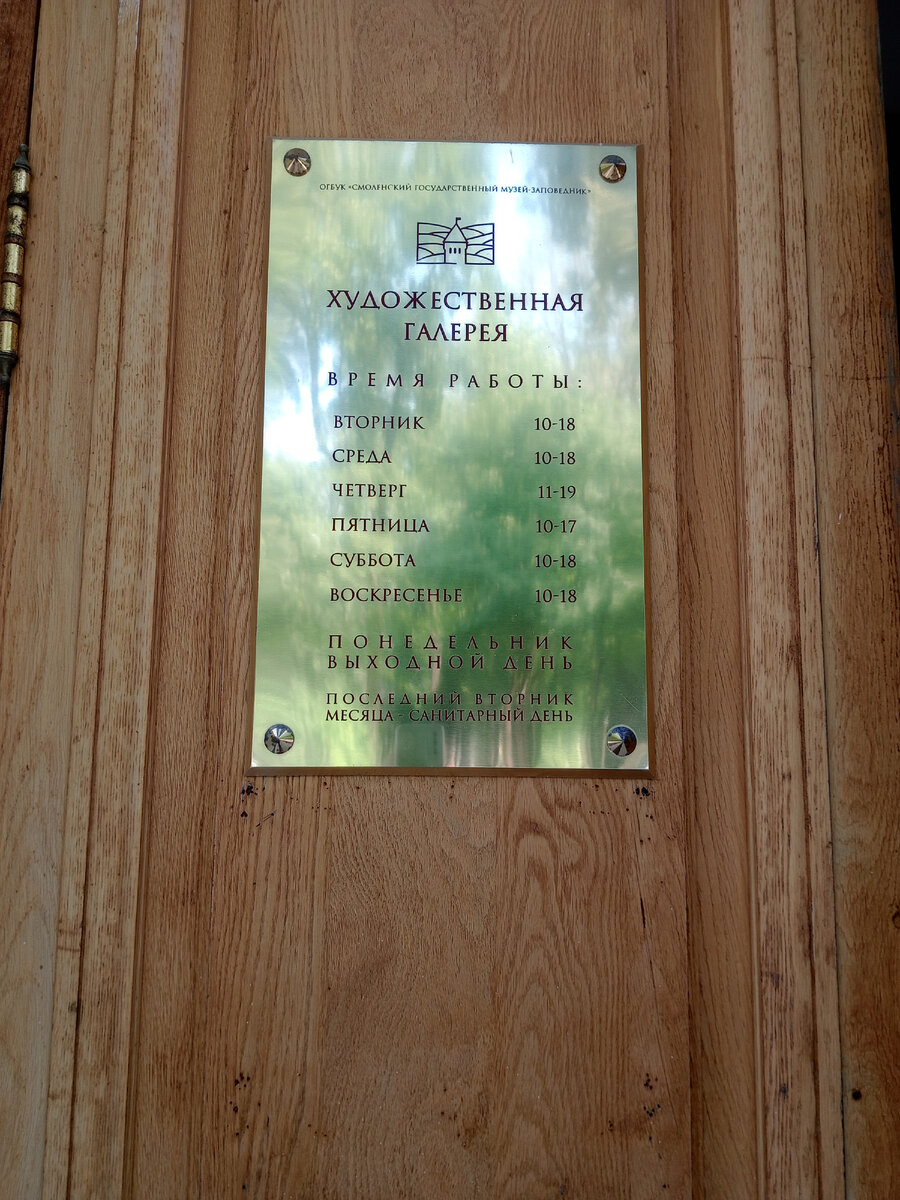 ОГБУК «СМОЛЕНСКИЙ ГОСУДАРСТВЕННЫЙ МУЗЕЙ-ЗАПОВЕДНИК»
ХУДОЖЕСТВЕННАЯ
ГАЛЕРЕЯ
ВРЕМЯ РАБОТЫ:
ВТОРНИК 10-18
СРЕДА 10-18
ЧЕТВЕРГ 11-19
ПЯТНИЦА 10-17
СУББОТА 10-18
ВОСКРЕСЕНЬЕ 10-18
ПОНЕДЕЛЬНИК
ВЫХОДНОЙ ДЕНЬ
ПОСЛЕДНИЙ ВТОРНИК
МЕСЯЦА - САНИТАРНЫЙ ДЕНЬ